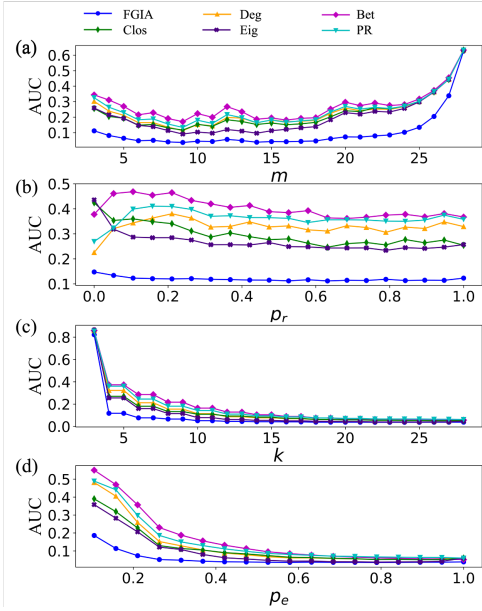 FGIA Deg Bet
Clos Eig PR
(a)
AUC
0.6
0.5
0.4
0.3
0.2
0.1
5 10 15 20 25
m
(b)
AUC
0.5
0.4
0.3
0.2
0.1
0.0 0.2 0.4 0.6 0.8 1.0
p_r
(c)
AUC
0.8
0.6
0.4
0.2
0.0
5 10 15 20 25
k
(d)
AUC
0.5
0.4
0.3
0.2
0.1
0.2 0.4 0.6 0.8 1.0
p_e